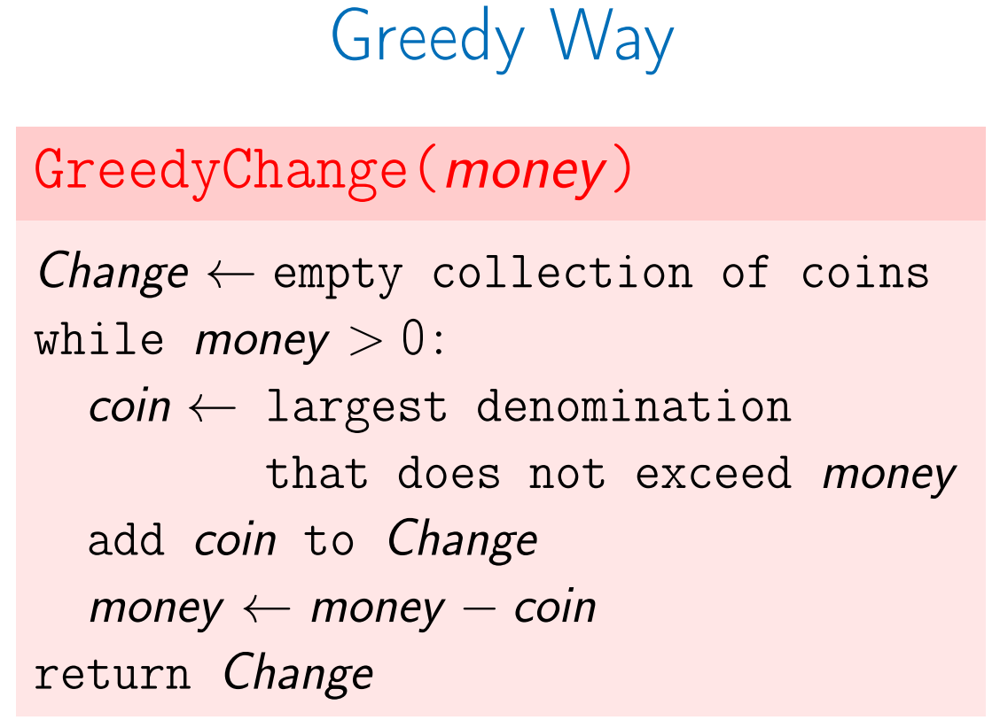 Greedy Way
GreedyChange(money)
Change ← empty collection of coins
while money > 0:
coin ← largest denomination
that does not exceed money
add coin to Change
money ← money − coin
return Change